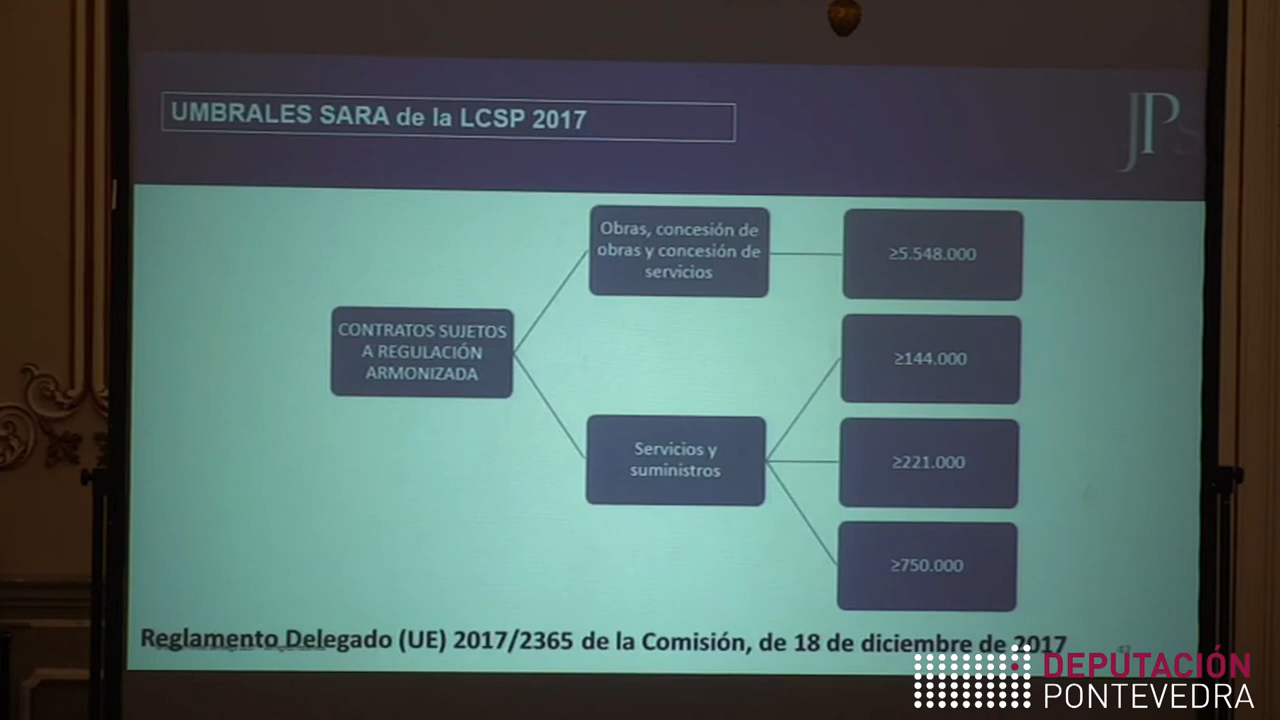 UMBRALES SARA de la LCSP 2017
JPS
Obras, concesión de
obras y concesión de
servicios
≥5.548.000
CONTRATOS SUJETOS
A REGULACIÓN
ARMONIZADA
≥144.000
Servicios y
suministros
≥221.000
≥750.000
Reglamento Delegado (UE) 2017/2365 de la Comisión, de 18 de diciembre de 2017
DEPUTACIÓN
PONTEVEDRA